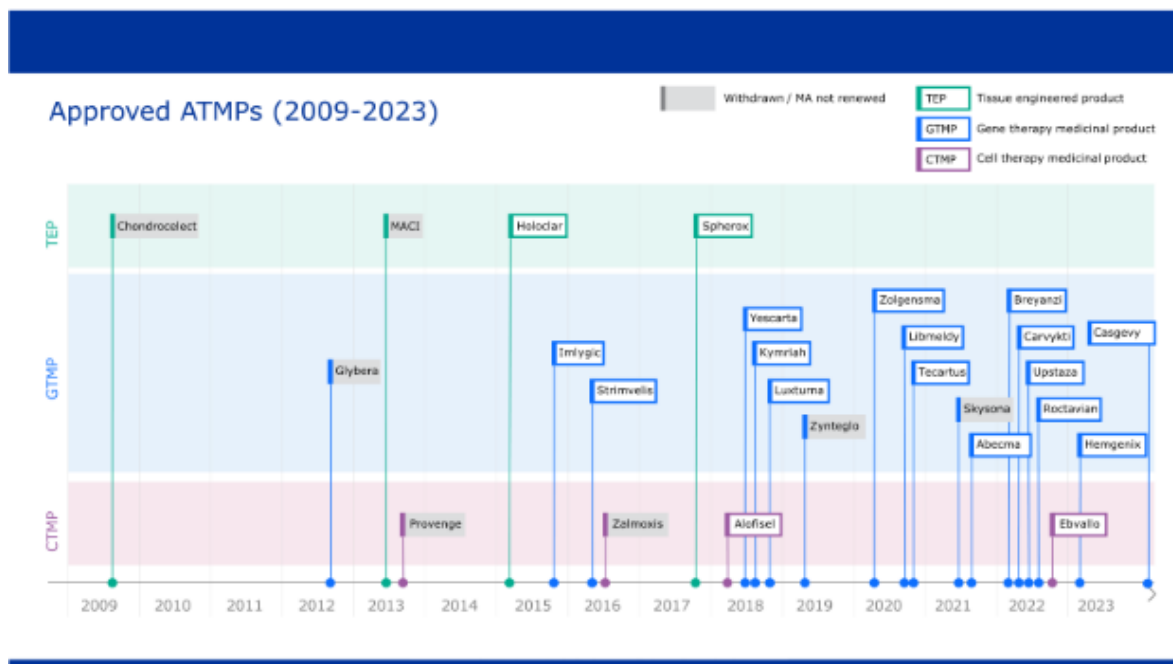 Approved ATMPs (2009-2023)
Withdrawn / MA not renewed
TEP Tissue engineered product
GTMP Gene therapy medicinal product
CTMP Cell therapy medicinal product
TEP
Chondrocelect
MACI
Holoclar
Spherox
GTMP
Glybera
Imlygic
Strimvelis
Yescarta
Kymriah
Luxturna
Zynteglo
Zolgensma
Libmeldy
Tecartus
Skysona
Abecma
Breyanzi
Carvykti
Upstaza
Roctavian
Hemgenix
Casgevy
CTMP
Provenge
Zalmoxis
Alofisel
Ebvallo
2009 2010 2011 2012 2013 2014 2015 2016 2017 2018 2019 2020 2021 2022 2023